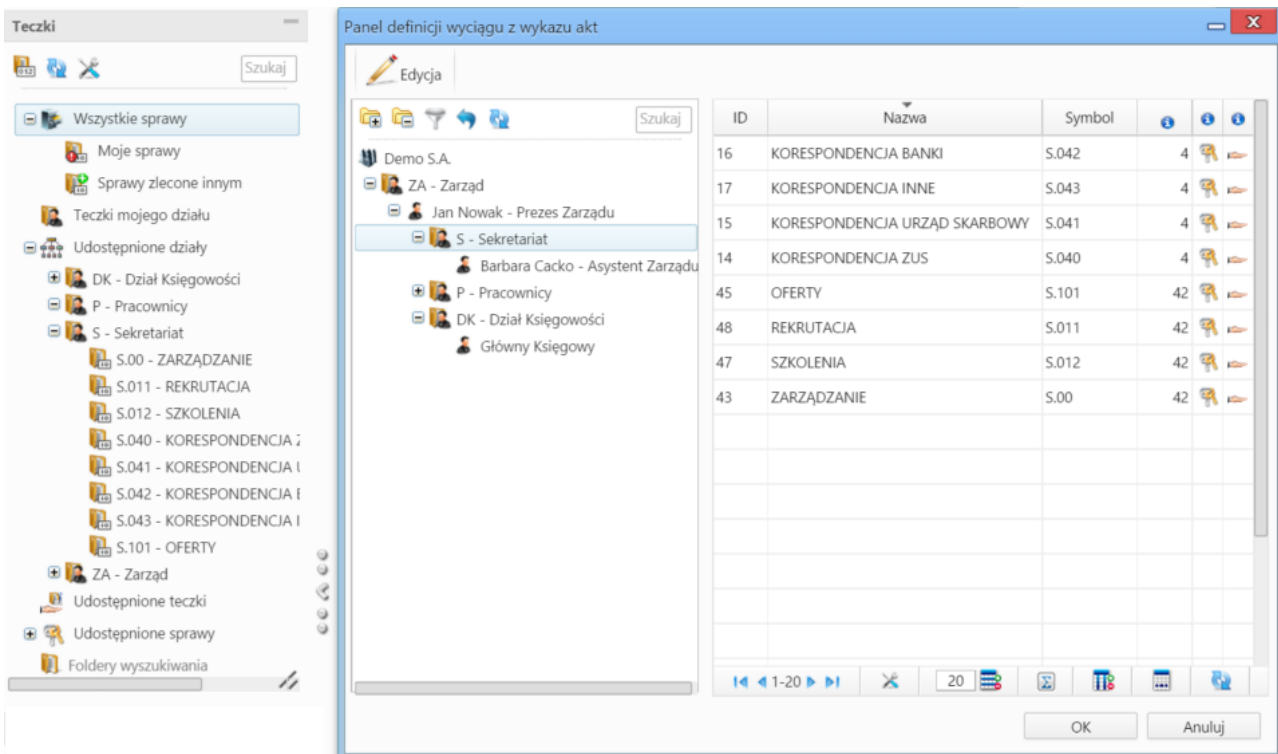 Teczki
Szukaj
Wszystkie sprawy
Moje sprawy
Sprawy zlecone innym
Teczki mojego działu
Udostępnione działy
DK - Dział Księgowości
P - Pracownicy
S - Sekretariat
S.00 - ZARZĄDZANIE
S.011 - REKRUTACJA
S.012 - SZKOLENIA
S.040 - KORESPONDENCJA
S.041 - KORESPONDENCJA
S.042 - KORESPONDENCJA
S.043 - KORESPONDENCJA
S.101 - OFERTY
ZA - Zarząd
Udostępnione teczki
Udostępnione sprawy
Foldery wyszukiwania
Panel definicji wyciągu z wykazu akt
Edycja
Szukaj
Demo S.A.
ZA - Zarząd
Jan Nowak - Prezes Zarządu
S - Sekretariat
Barbara Cacko - Asystent Zarządu
P - Pracownicy
DK - Dział Księgowości
Główny Księgowy
ID Nazwa Symbol
16 KORESPONDENCJA BANKI S.042 4
17 KORESPONDENCJA INNE S.043 4
15 KORESPONDENCJA URZĄD SKARBOWY S.041 4
14 KORESPONDENCJA ZUS S.040 4
45 OFERTY S.101 42
48 REKRUTACJA S.011 42
47 SZKOLENIA S.012 42
43 ZARZĄDZANIE S.00 42
1-20 20
OK Anuluj